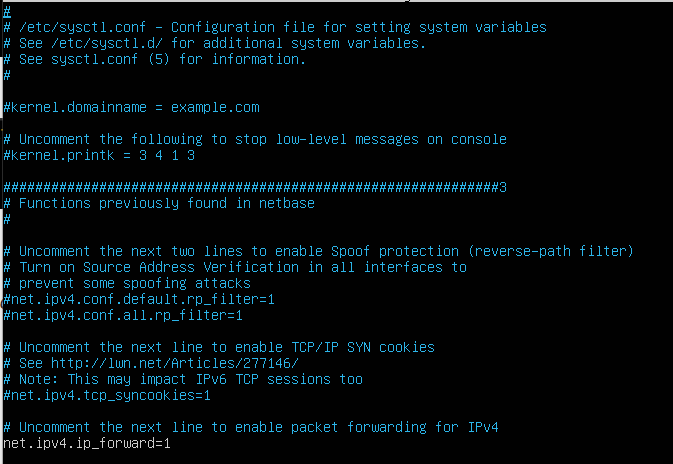 #
# /etc/sysctl.conf - Configuration file for setting system variables
# See /etc/sysctl.d/ for additional system variables.
# See sysctl.conf (5) for information.
#
#kernel.domainname = example.com
# Uncomment the following to stop low-level messages on console
#kernel.printk = 3 4 1 3
##############################################################3
# Functions previously found in netbase
#
# Uncomment the next two lines to enable Spoof protection (reverse-path filter)
# Turn on Source Address Verification in all interfaces to
# prevent some spoofing attacks
#net.ipv4.conf.default.rp_filter=1
#net.ipv4.conf.all.rp_filter=1
# Uncomment the next line to enable TCP/IP SYN cookies
# See http://lwn.net/Articles/277146/
# Note: This may impact IPv6 TCP sessions too
#net.ipv4.tcp_syncookies=1
# Uncomment the next line to enable packet forwarding for IPv4
net.ipv4.ip_forward=1